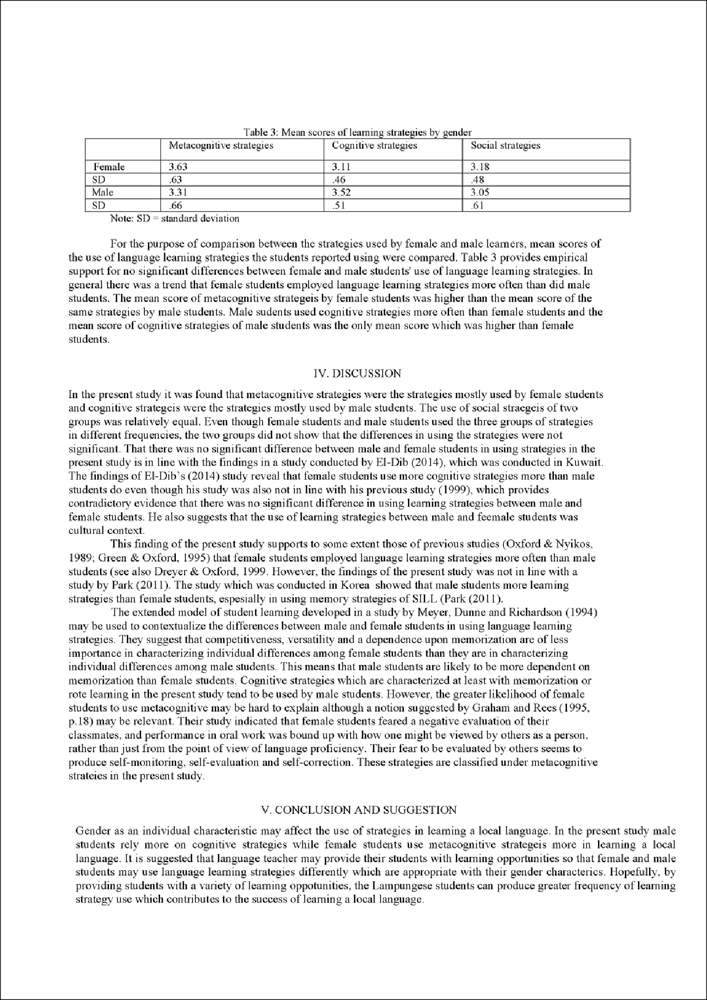 Table 3: Mean scores of learning strategies by gender
Metacognitive strategies Cognitive strategies Social strategies
Female 3.63 3.11 3.18
SD .63 .46 .48
Male 3.31 3.52 3.05
SD .66 .51 .61
Note: SD = standard deviation
For the purpose of comparison between the strategies used by female and male learners, mean scores of
the use of language learning strategies the students reported using were compared. Table 3 provides empirical
support for no significant differences between female and male students' use of language learning strategies. In
general there was a trend that female students employed language learning strategies more often than did male
students. The mean score of metacognitive strategeis by female students was higher than the mean score of the
same strategies by male students. Male sudents used cognitive strategies more often than female students and the
mean score of cognitive strategies of male students was the only mean score which was higher than female
students.
IV. DISCUSSION
In the present study it was found that metacognitive strategies were the strategies mostly used by female students
and cognitive strategeis were the strategies mostly used by male students. The use of social straegeis of two
groups was relatively equal. Even though female students and male students used the three groups of strategies
in different frequencies, the two groups did not show that the differences in using the strategies were not
significant. That there was no significant difference between male and female students in using strategies in the
present study is in line with the findings in a study conducted by El-Dib (2014), which was conducted in Kuwait.
The findings of El-Dib’s (2014) study reveal that female students use more cognitive strategies more than male
students do even though his study was also not in line with his previous study (1999), which provides
contradictory evidence that there was no significant difference in using learning strategies between male and
female students. He also suggests that the use of learning strategies between male and feemale students was
cultural context.
This finding of the present study supports to some extent those of previous studies (Oxford & Nyikos,
1989; Green & Oxford, 1995) that female students employed language learning strategies more often than male
students (see also Dreyer & Oxford, 1999. However, the findings of the present study was not in line with a
study by Park (2011). The study which was conducted in Korea showed that male students more learning
strategies than female students, espesially in using memory strategies of SILL (Park (2011).
The extended model of student learning developed in a study by Meyer, Dunne and Richardson (1994)
may be used to contextualize the differences between male and female students in using language learning
strategies. They suggest that competitiveness, versatility and a dependence upon memorization are of less
importance in characterizing individual differences among female students than they are in characterizing
individual differences among male students. This means that male students are likely to be more dependent on
memorization than female students. Cognitive strategies which are characterized at least with memorization or
rote learning in the present study tend to be used by male students. However, the greater likelihood of female
students to use metacognitive may be hard to explain although a notion suggested by Graham and Rees (1995,
p.18) may be relevant. Their study indicated that female students feared a negative evaluation of their
classmates, and performance in oral work was bound up with how one might be viewed by others as a person,
rather than just from the point of view of language proficiency. Their fear to be evaluated by others seems to
produce self-monitoring, self-evaluation and self-correction. These strategies are classified under metacognitive
strateies in the present study.
V. CONCLUSION AND SUGGESTION
Gender as an individual characteristic may affect the use of strategies in learning a local language. In the present study male
students rely more on cognitive strategies while female students use metacognitive strategeis more in learning a local
language. It is suggested that language teacher may provide their students with learning opportunities so that female and male
students may use language learning strategies differently which are appropriate with their gender characterics. Hopefully, by
providing students with a variety of learning oppotunities, the Lampungese students can produce greater frequency of learning
strategy use which contributes to the success of learning a local language.